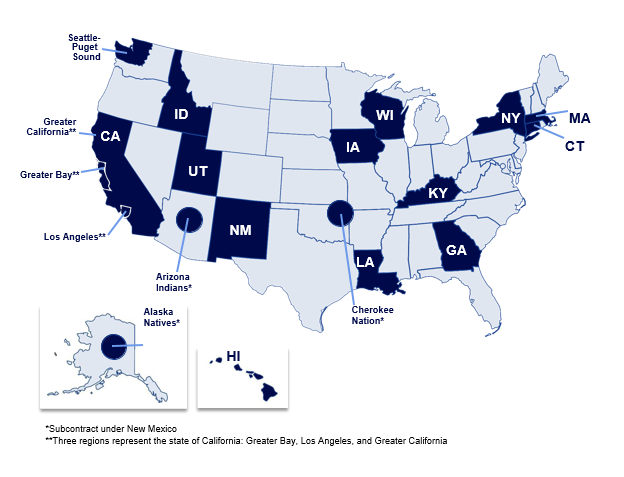 Seattle-
Puget
Sound
ID
WI
NY
MA
Greater
California**
CA
IA
CT
UT
Greater Bay**
KY
NM
Los Angeles**
GA
LA
Arizona
Indians*
Alaska
Natives*
Cherokee
Nation*
HI
*Subcontract under New Mexico
**Three regions represent the state of California: Greater Bay, Los Angeles, and Greater California